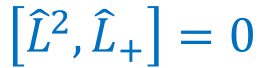 [L̂², L̂₊] = 0